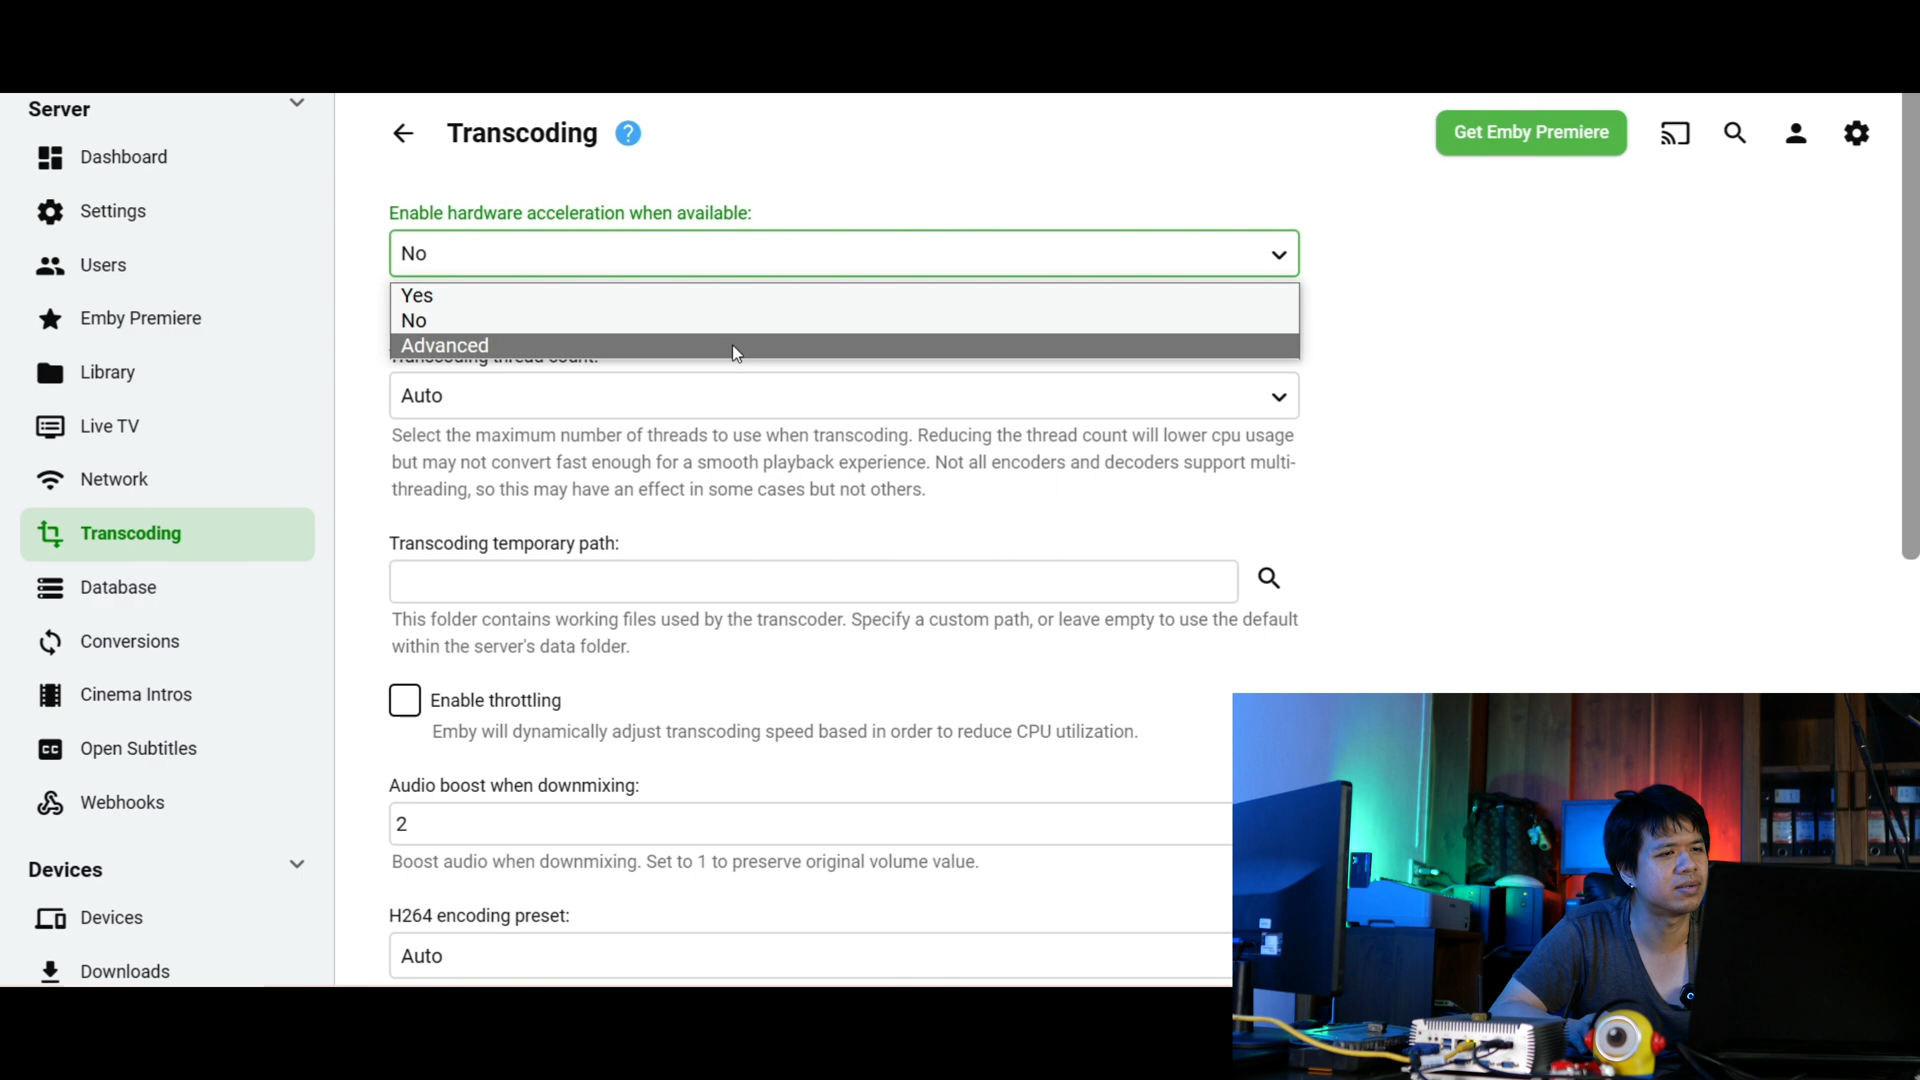 Server
Dashboard
Settings
Users
Emby Premiere
Library
Live TV
Network
Transcoding
Database
Conversions
Cinema Intros
Open Subtitles
Webhooks
Devices
Devices
Downloads
Transcoding
Get Emby Premiere
Enable hardware acceleration when available:
No
Yes
No
Advanced
Transcoding thread count:
Auto
Select the maximum number of threads to use when transcoding. Reducing the thread count will lower cpu usage
but may not convert fast enough for a smooth playback experience. Not all encoders and decoders support multi-
threading, so this may have an effect in some cases but not others.
Transcoding temporary path:
This folder contains working files used by the transcoder. Specify a custom path, or leave empty to use the default
within the server's data folder.
Enable throttling
Emby will dynamically adjust transcoding speed based in order to reduce CPU utilization.
Audio boost when downmixing:
2
Boost audio when downmixing. Set to 1 to preserve original volume value.
H264 encoding preset:
Auto